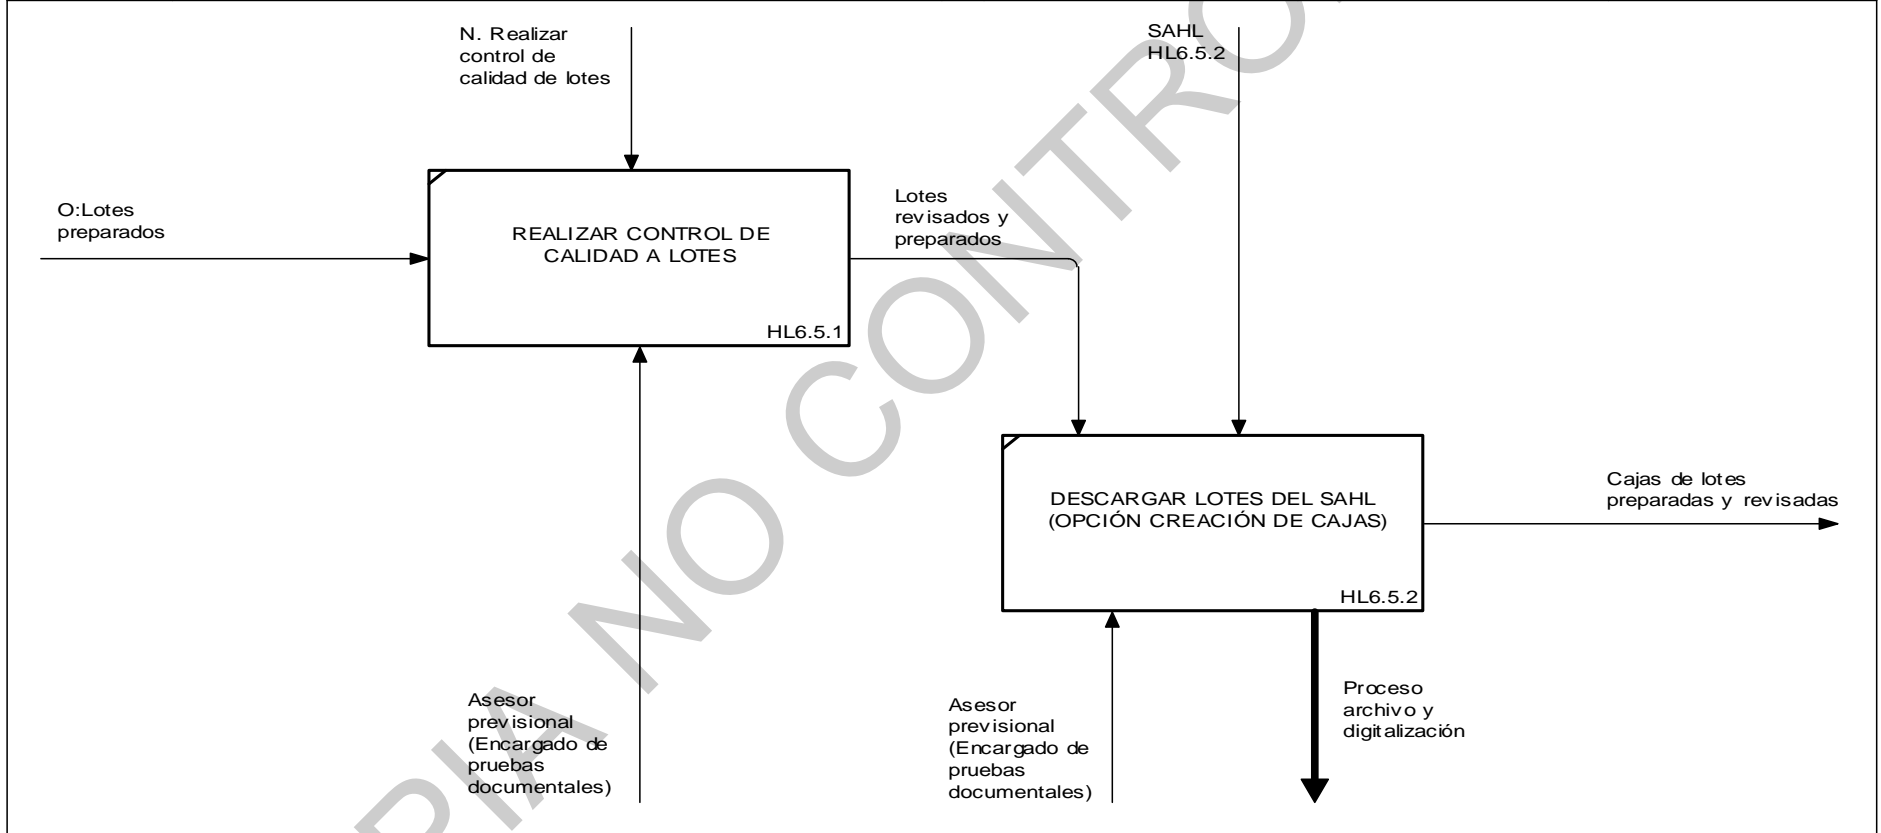 N. Realizar
control de
calidad de lotes
SAHL
HL6.5.2
O:Lotes
preparados
REALIZAR CONTROL DE
CALIDAD A LOTES
HL6.5.1
Lotes
revisados y
preparados
DESCARGAR LOTES DEL SAHL
(OPCIÓN CREACIÓN DE CAJAS)
HL6.5.2
Cajas de lotes
preparadas y revisadas
Asesor
previsional
(Encargado de
pruebas
documentales)
Asesor
previsional
(Encargado de
pruebas
documentales)
Proceso
archivo y
digitalización
PIA NO CONTRO